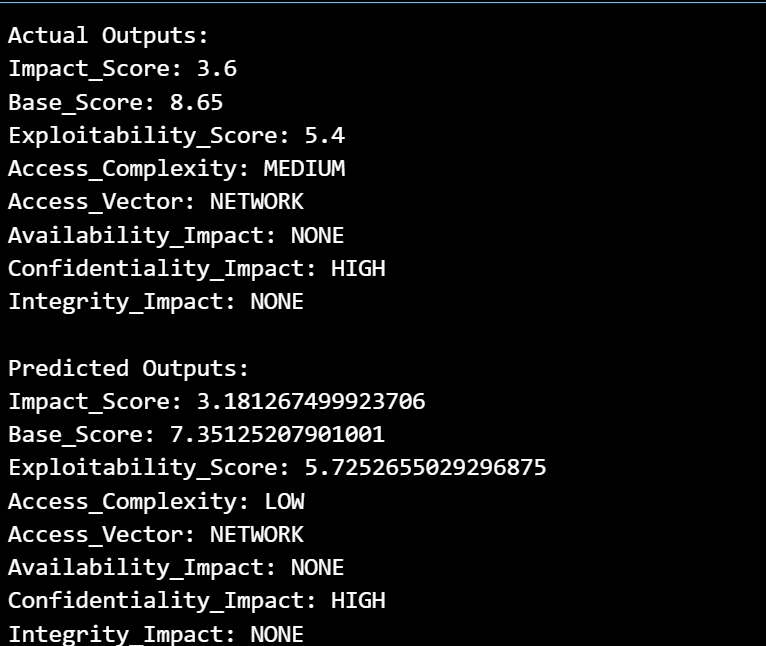 Actual Outputs:
Impact_Score: 3.6
Base_Score: 8.65
Exploitability_Score: 5.4
Access_Complexity: MEDIUM
Access_Vector: NETWORK
Availability_Impact: NONE
Confidentiality_Impact: HIGH
Integrity_Impact: NONE
Predicted Outputs:
Impact_Score: 3.181267499923706
Base_Score: 7.35125207901001
Exploitability_Score: 5.7252655029296875
Access_Complexity: LOW
Access_Vector: NETWORK
Availability_Impact: NONE
Confidentiality_Impact: HIGH
Integrity_Impact: NONE